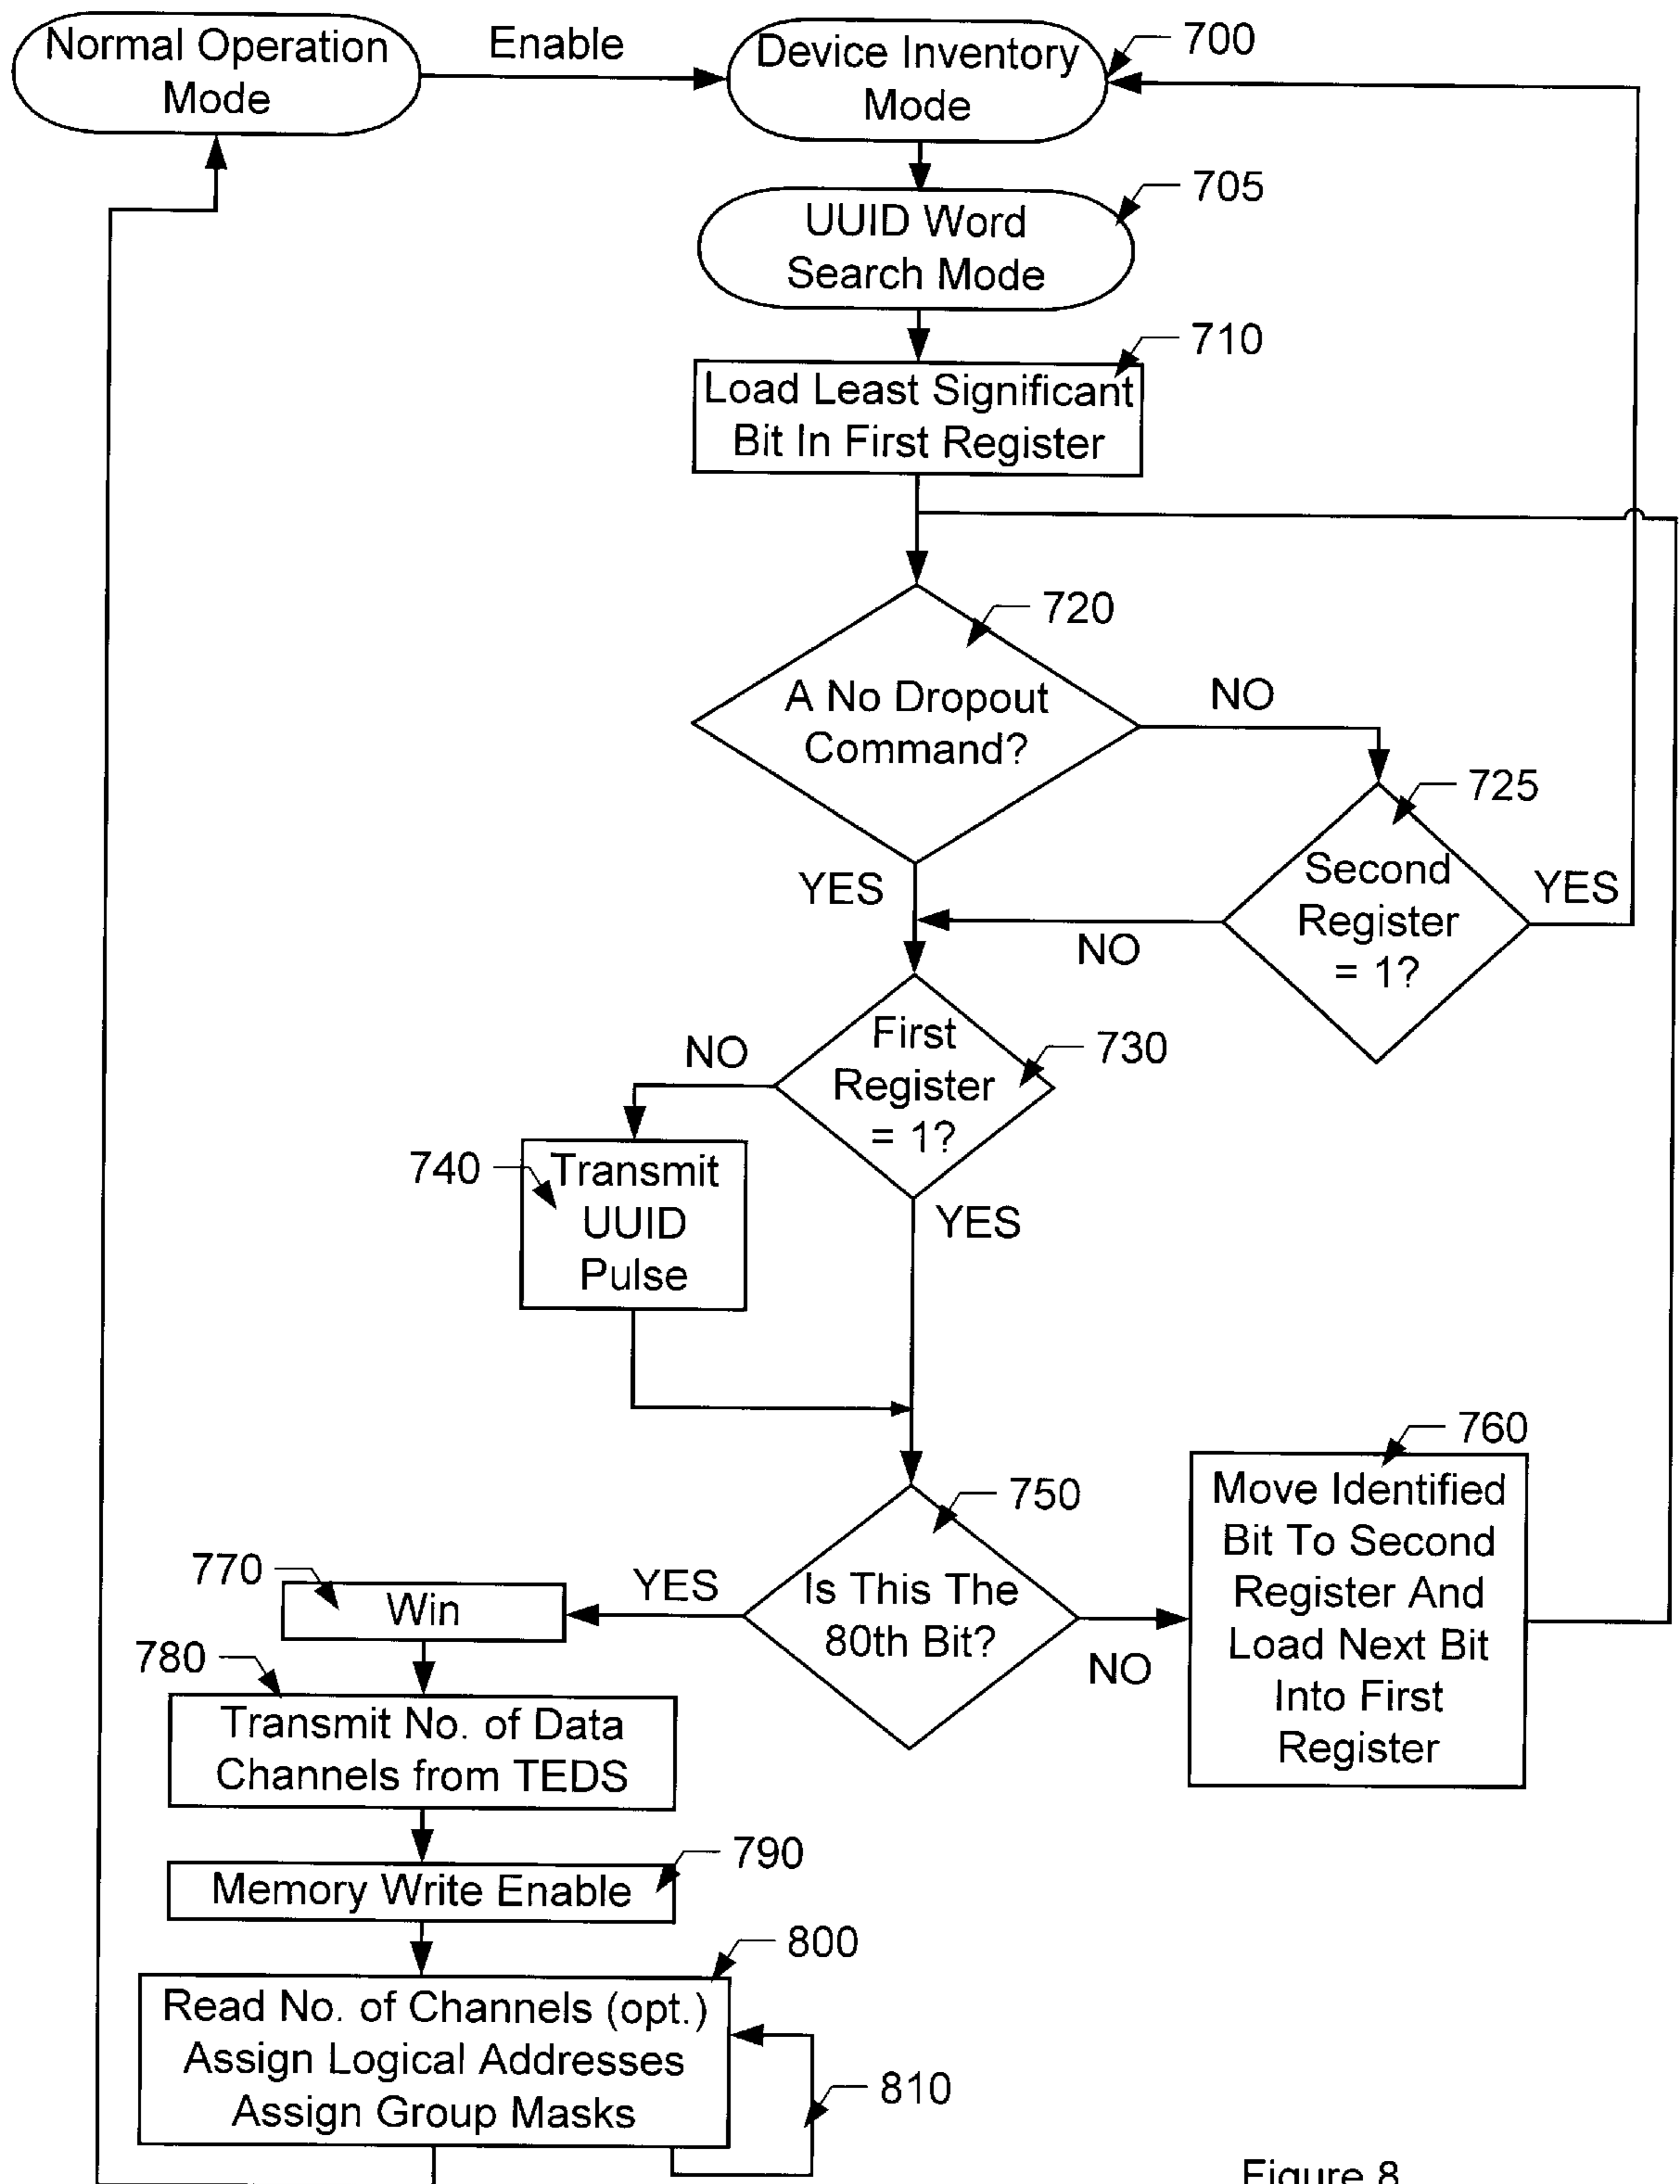 Normal Operation
Mode
Enable
Device Inventory
Mode
700
UUID Word
Search Mode
705
Load Least Significant
Bit In First Register
710
A No Dropout
Command?
720
NO
YES
Second
Register
= 1?
725
YES
NO
First
Register
= 1?
730
NO
YES
740
Transmit
UUID
Pulse
Is This The
80th Bit?
750
YES
NO
760
Move Identified
Bit To Second
Register And
Load Next Bit
Into First
Register
770
Win
780
Transmit No. of Data
Channels from TEDS
790
Memory Write Enable
800
Read No. of Channels (opt.)
Assign Logical Addresses
Assign Group Masks
810
Figure 8